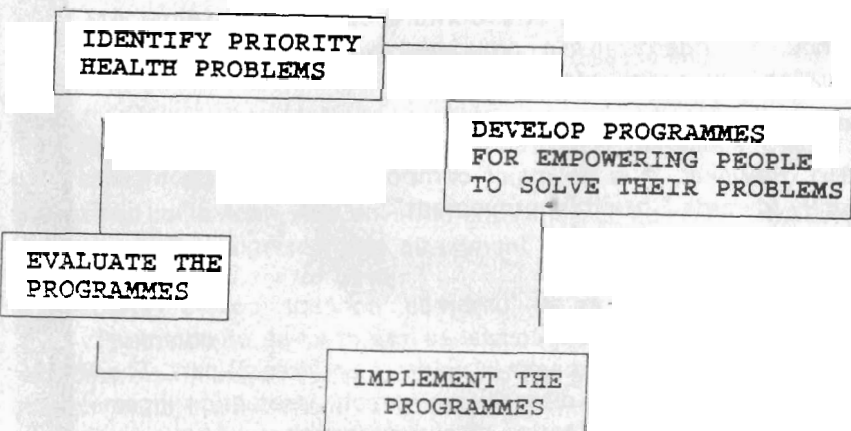 IDENTIFY PRIORITY
HEALTH PROBLEMS
DEVELOP PROGRAMMES
FOR EMPOWERING PEOPLE
TO SOLVE THEIR PROBLEMS
EVALUATE THE
PROGRAMMES
IMPLEMENT THE
PROGRAMMES